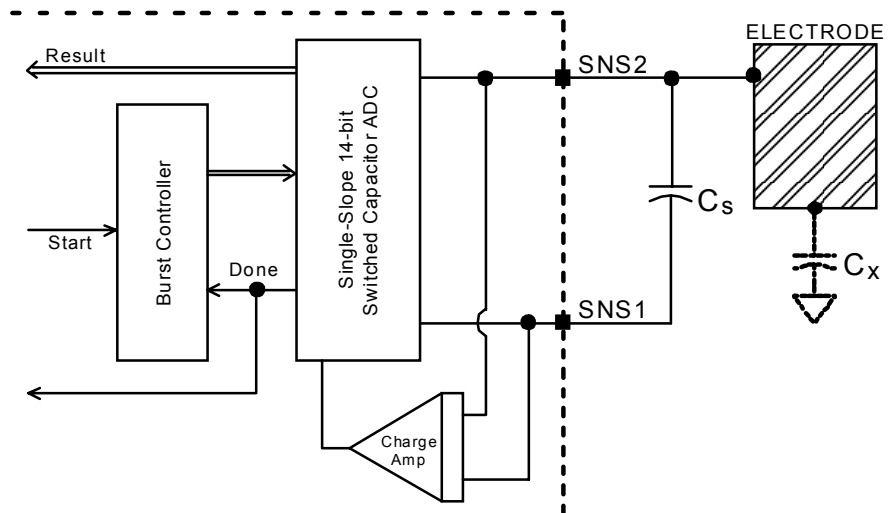 ELECTRODE
Result
SNS2
Burst Controller
Single-Slope 14-bit
Switched Capacitor ADC
Cs
Start
Done
Cx
SNS1
Charge
Amp